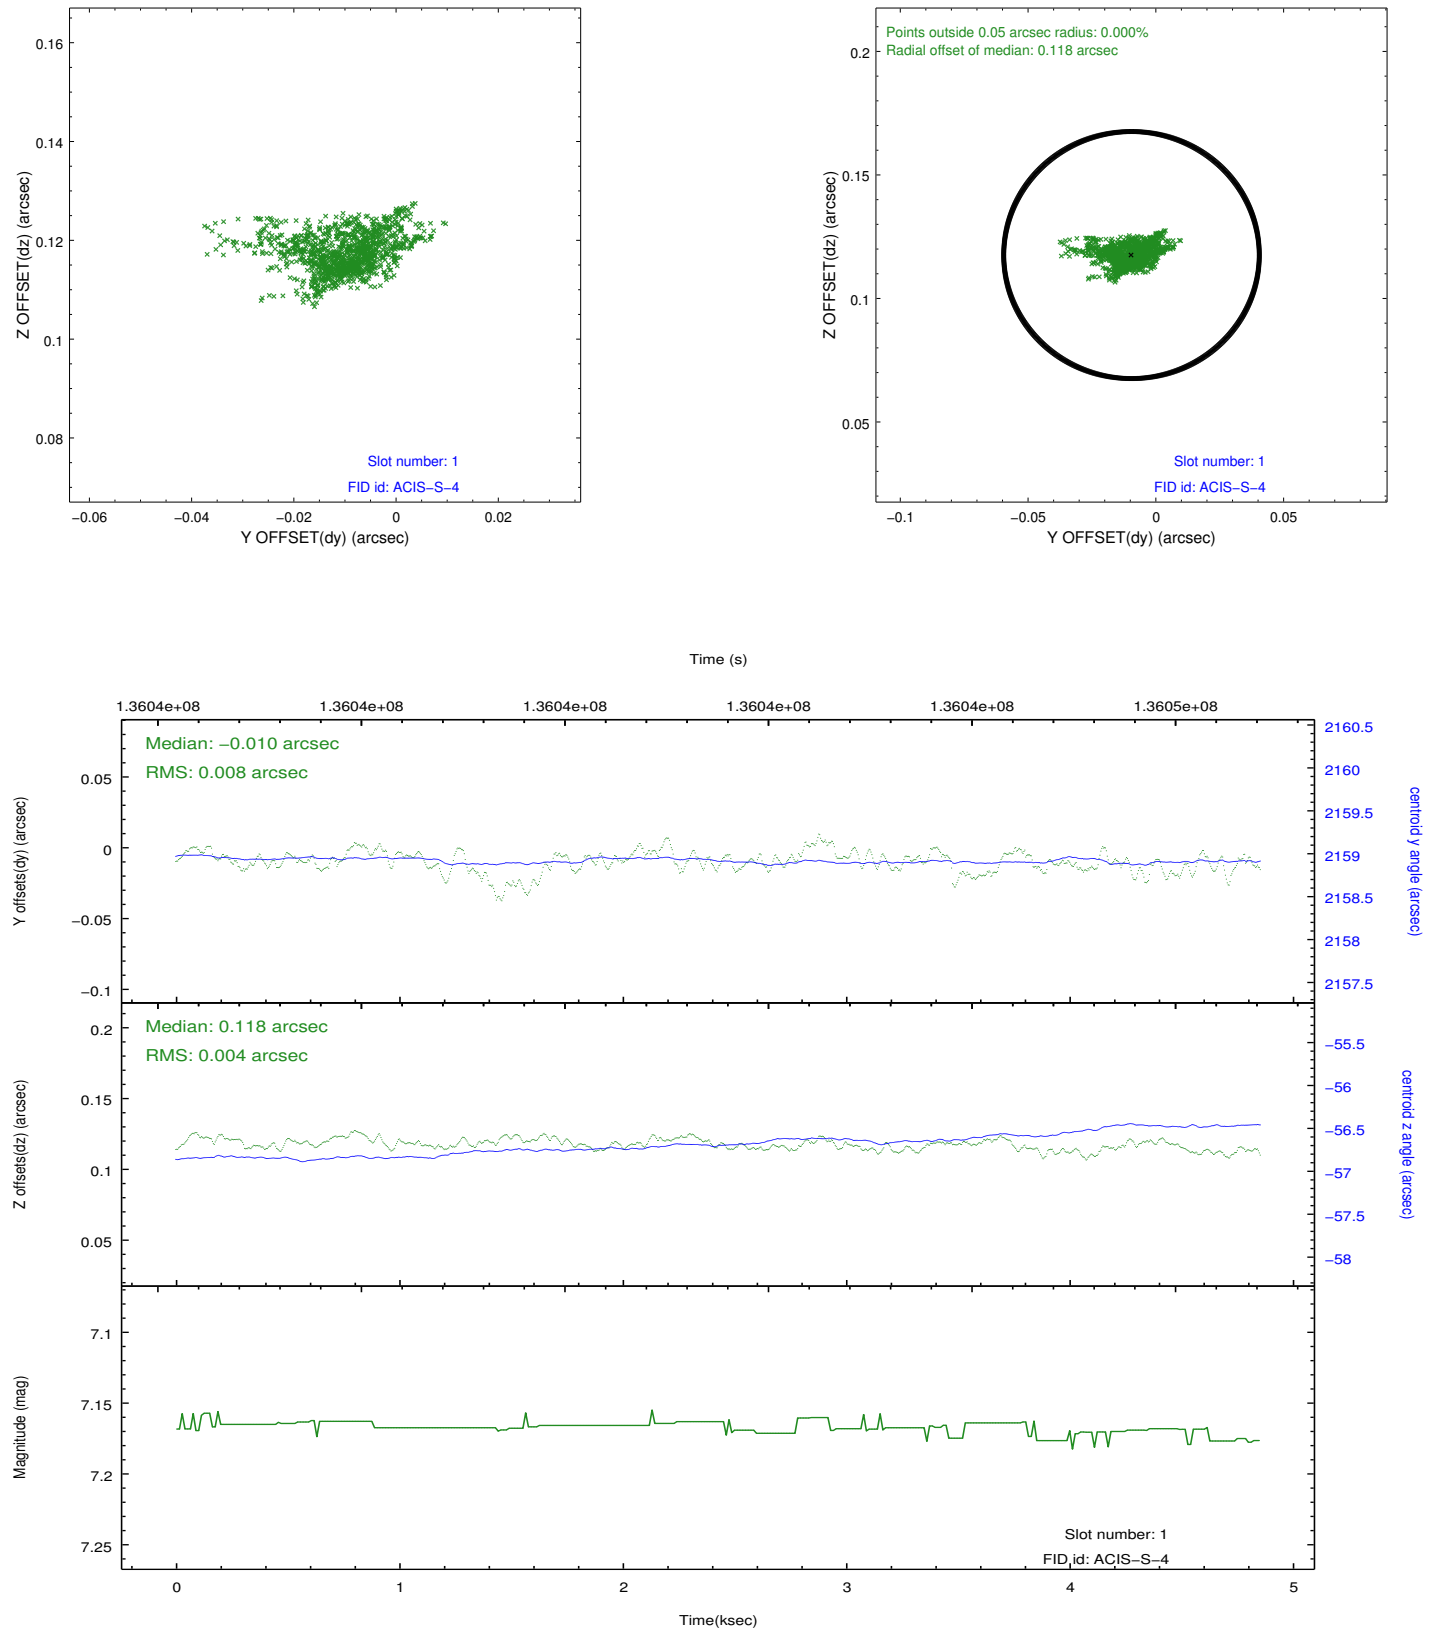 0.16
0.14
0.12
0.1
0.08
Z OFFSET(dz) (arcsec)
Slot number: 1
FID id: ACIS−S−4
−0.06
−0.04
−0.02
0
0.02
Y OFFSET(dy) (arcsec)
Points outside 0.05 arcsec radius: 0.000%
Radial offset of median: 0.118 arcsec
0.2
0.15
0.1
0.05
Z OFFSET(dz) (arcsec)
Slot number: 1
FID id: ACIS−S−4
−0.1
−0.05
0
0.05
Y OFFSET(dy) (arcsec)
Time (s)
1.3604e+08
1.3604e+08
1.3604e+08
1.3604e+08
1.3604e+08
1.3605e+08
Median: −0.010 arcsec
RMS: 0.008 arcsec
0.05
0
−0.05
−0.1
Y offsets(dy) (arcsec)
2160.5
2160
2159.5
2159
2158.5
2158
2157.5
centroid y angle (arcsec)
Median: 0.118 arcsec
RMS: 0.004 arcsec
0.2
0.15
0.1
0.05
Z offsets(dz) (arcsec)
−55.5
−56
−56.5
−57
−57.5
−58
centroid z angle (arcsec)
7.1
7.15
7.2
7.25
Magnitude (mag)
Slot number: 1
FID id: ACIS−S−4
0
1
2
3
4
5
Time(ksec)